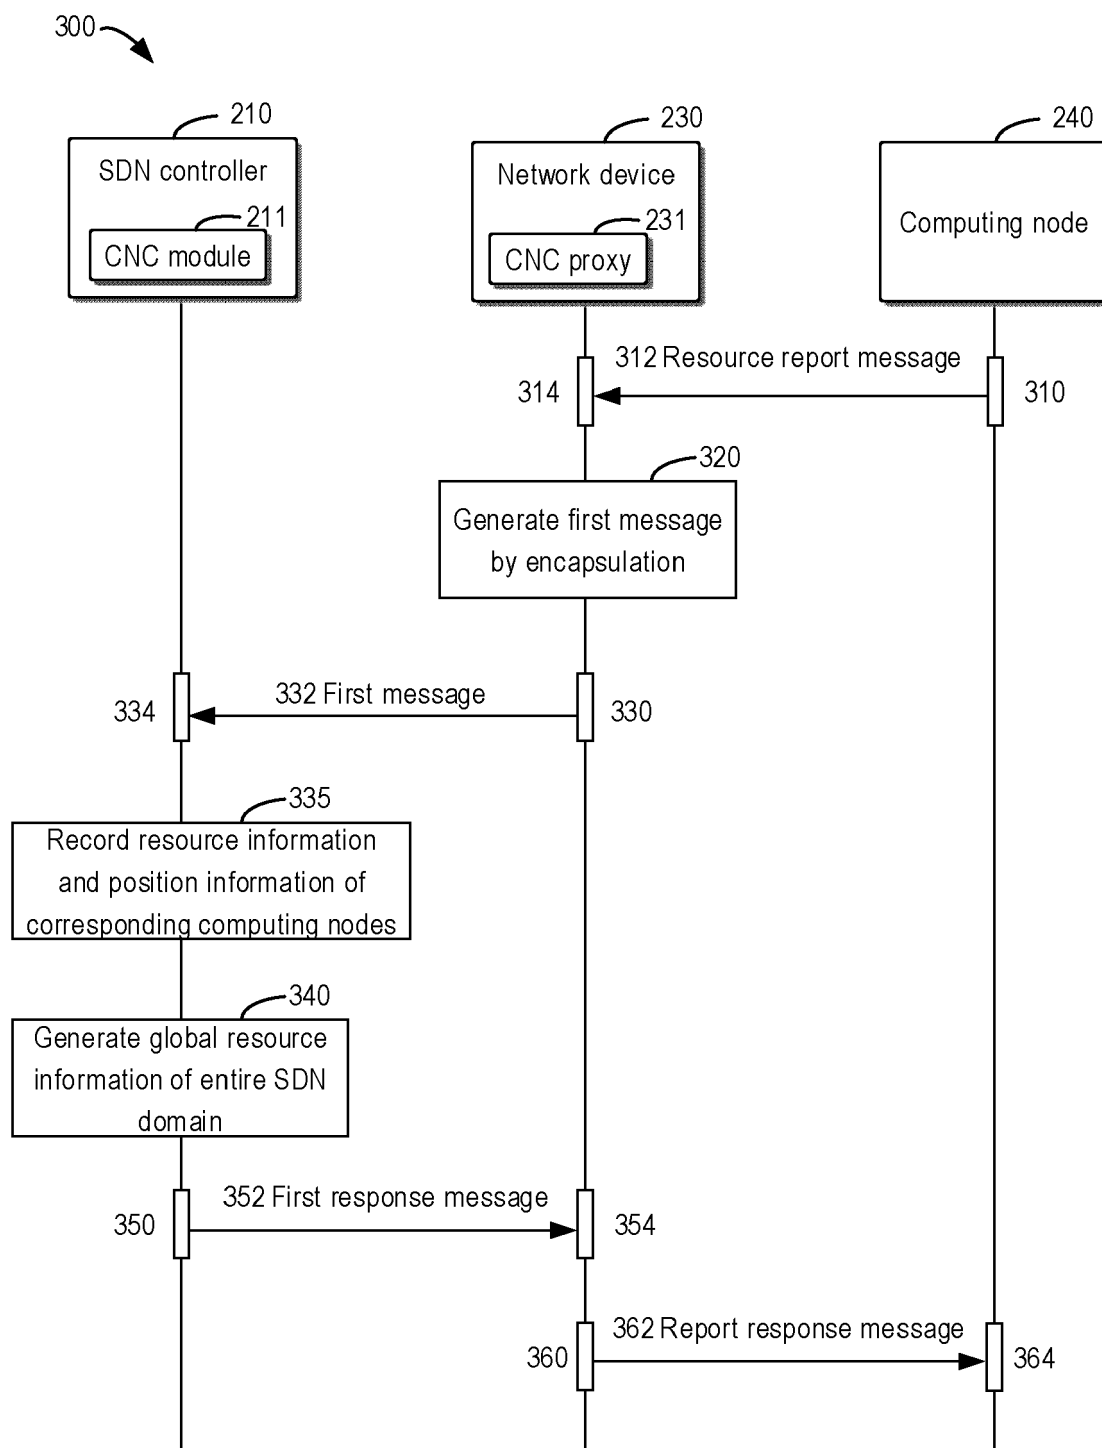 300
210
230
240
SDN controller
Network device
Computing node
211
231
CNC module
CNC proxy
312 Resource report message
314
310
320
Generate first message
by encapsulation
332 First message
334
330
335
Record resource information
and position information of
corresponding computing nodes
340
Generate global resource
information of entire SDN
domain
352 First response message
350
354
362 Report response message
360
364